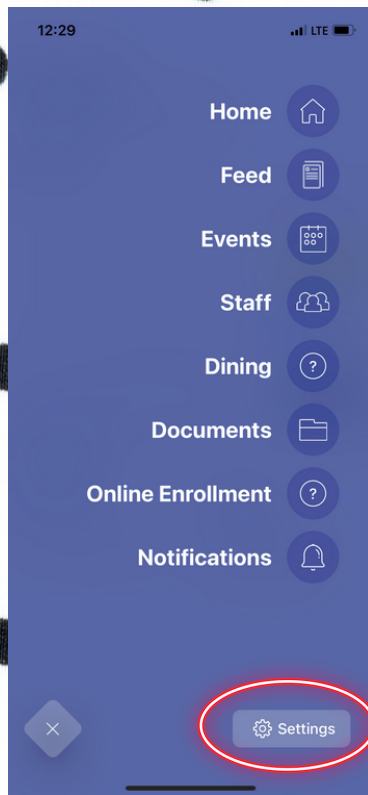 12:29
LTE
Home
Feed
Events
Staff
Dining
?
Documents
Online Enrollment
?
Notifications
Settings